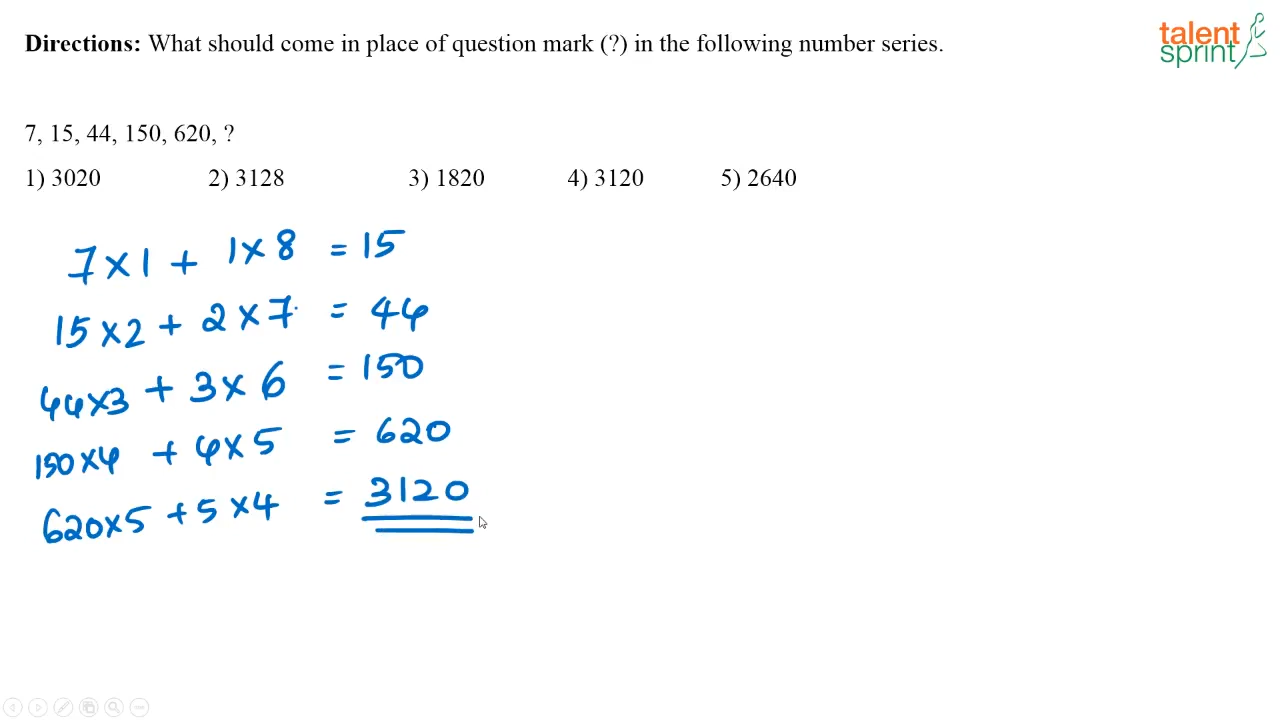 Directions: What should come in place of question mark (?) in the following number series.
talent
sprint
7, 15, 44, 150, 620, ?
1) 3020 2) 3128 3) 1820 4) 3120 5) 2640
7 × 1 + 1 × 8 = 15
15 × 2 + 2 × 7 = 44
44 × 3 + 3 × 6 = 150
150 × 4 + 4 × 5 = 620
620 × 5 + 5 × 4 = 3120